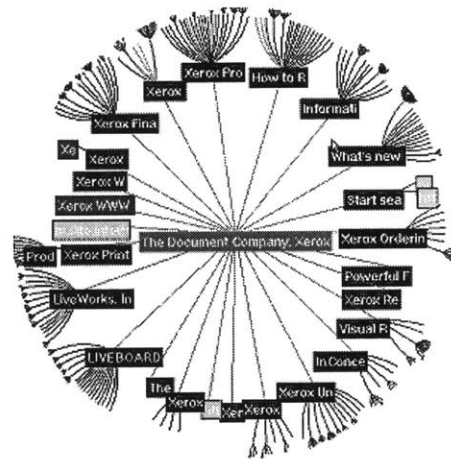 Xerox Pro
How to R
Xerox
Informati
Xerox Fina
What's new
Xe
Xerox
Xerox W
Start sea
Xerox WWW
The Document Company, Xerox
Xerox Orderin
Prod
Xerox Print
Powerful F
LiveWorks, In
Xerox Re
Visual R
LIVEBOARD
InConce
The
Xerox
Xer
Xerox
Xerox Un